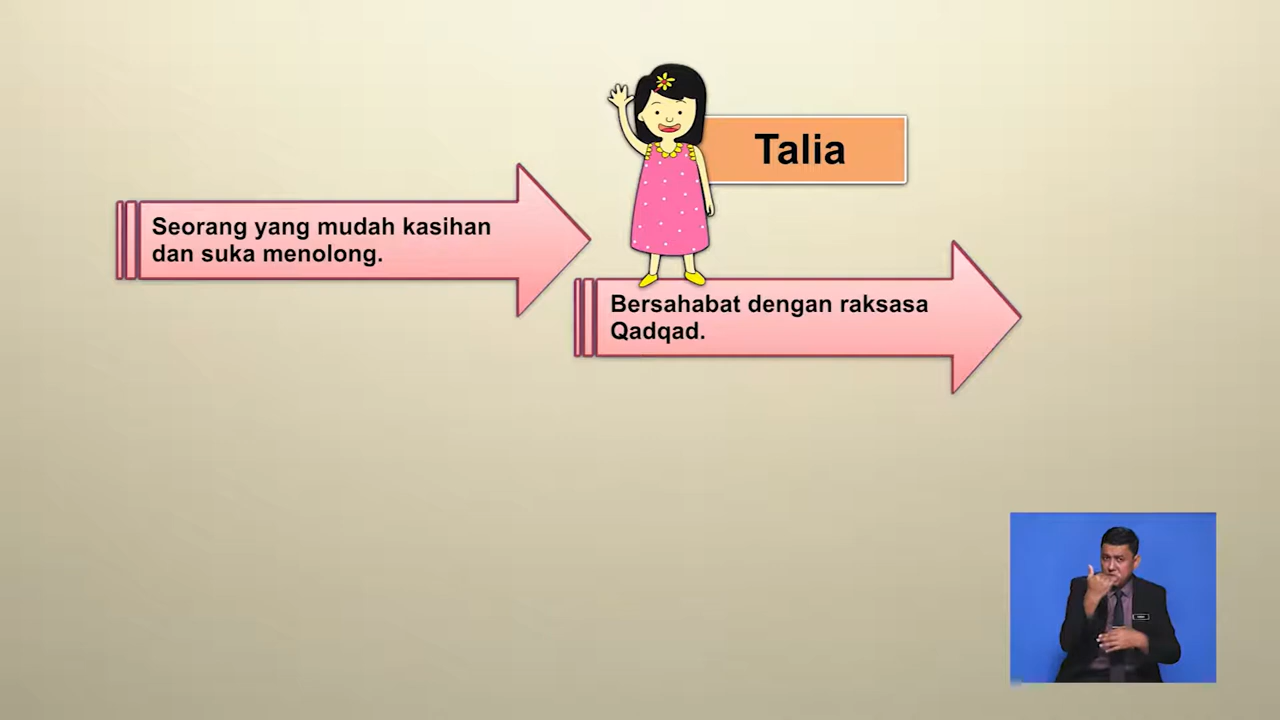 Talia
Seorang yang mudah kasihan
dan suka menolong.
Bersahabat dengan raksasa
Qadqad.